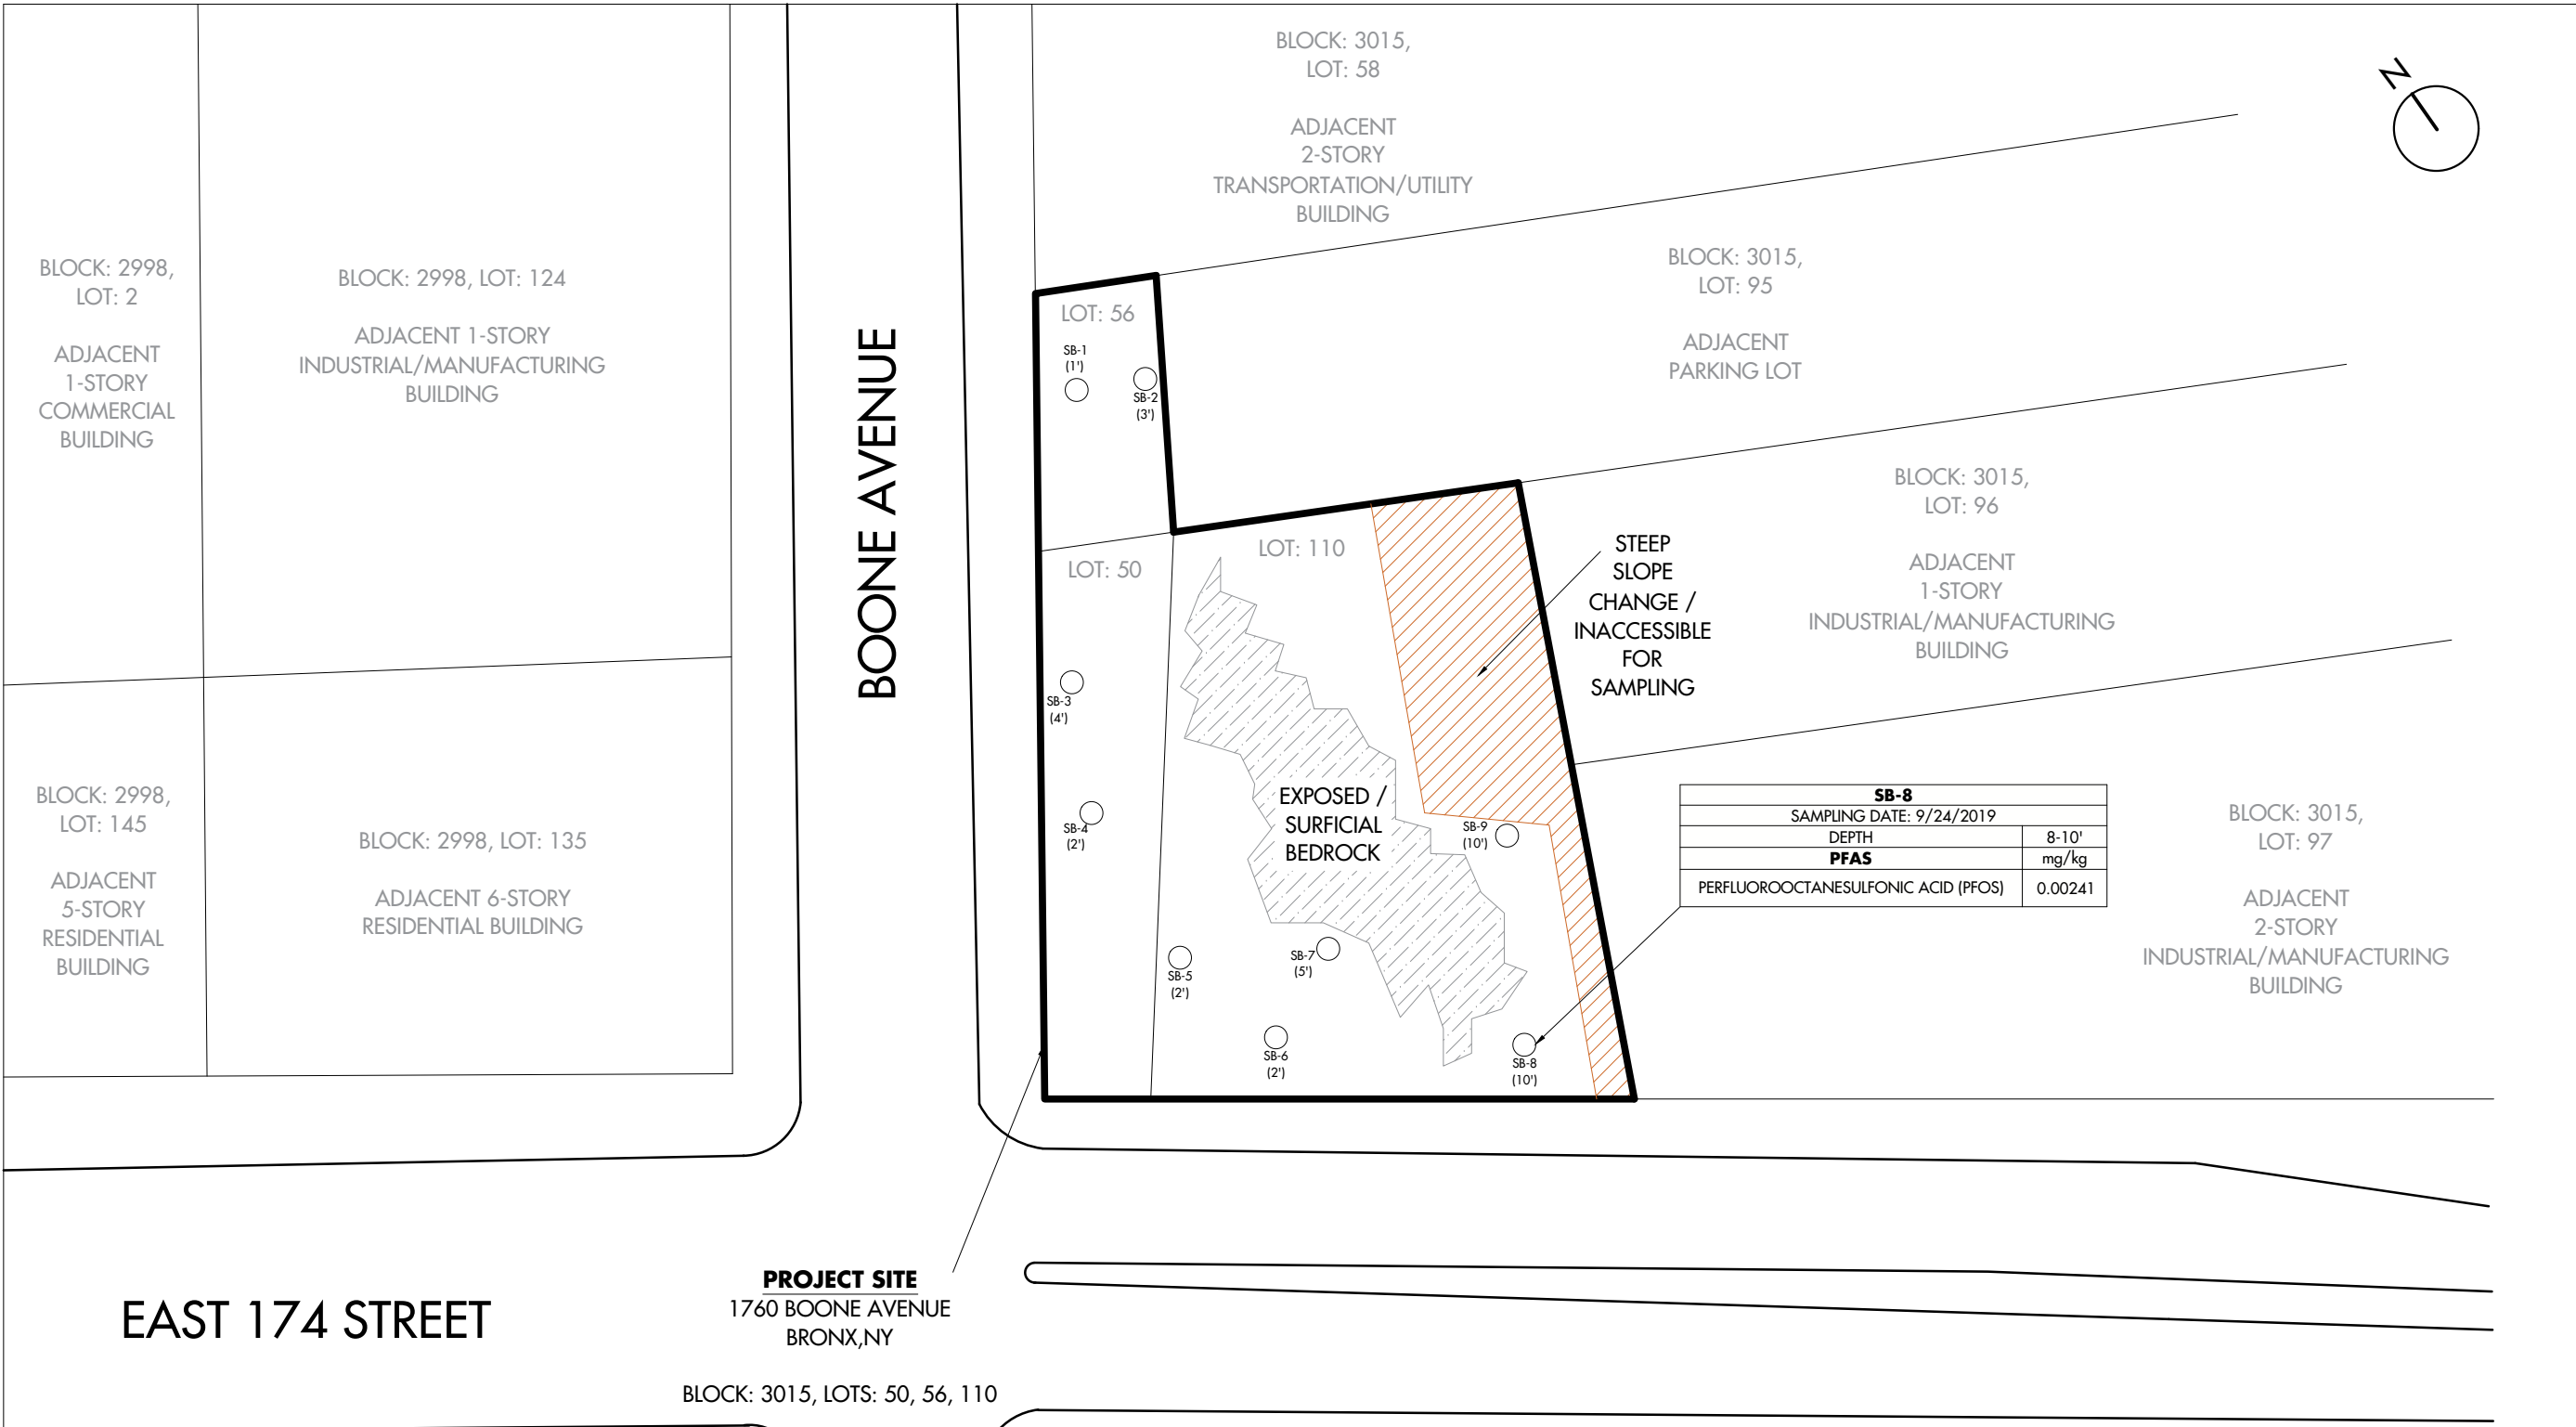 BLOCK: 3015,
LOT: 58
ADJACENT
2-STORY
TRANSPORTATION/UTILITY
BUILDING
N
BLOCK: 2998,
LOT: 2
ADJACENT
1-STORY
COMMERCIAL
BUILDING
BLOCK: 2998, LOT: 124
ADJACENT 1-STORY
INDUSTRIAL/MANUFACTURING
BUILDING
BOONE AVENUE
BLOCK: 3015,
LOT: 95
ADJACENT
PARKING LOT
LOT: 56
SB-1
(1')
SB-2
(3')
BLOCK: 3015,
LOT: 96
ADJACENT
1-STORY
INDUSTRIAL/MANUFACTURING
BUILDING
LOT: 50
LOT: 110
STEEP
SLOPE
CHANGE /
INACCESSIBLE
FOR
SAMPLING
SB-3
(4')
SB-4
(2')
EXPOSED /
SURFICIAL
BEDROCK
SB-9
(10')
SB-8
SAMPLING DATE: 9/24/2019
DEPTH 8-10'
PFAS mg/kg
PERFLUOROOCTANESULFONIC ACID (PFOS) 0.00241
BLOCK: 3015,
LOT: 97
ADJACENT
2-STORY
INDUSTRIAL/MANUFACTURING
BUILDING
BLOCK: 2998,
LOT: 145
ADJACENT
5-STORY
RESIDENTIAL
BUILDING
BLOCK: 2998, LOT: 135
ADJACENT 6-STORY
RESIDENTIAL BUILDING
SB-5
(2')
SB-7
(5')
SB-6
(2')
SB-8
(10')
EAST 174 STREET
PROJECT SITE
1760 BOONE AVENUE
BRONX,NY
BLOCK: 3015, LOTS: 50, 56, 110